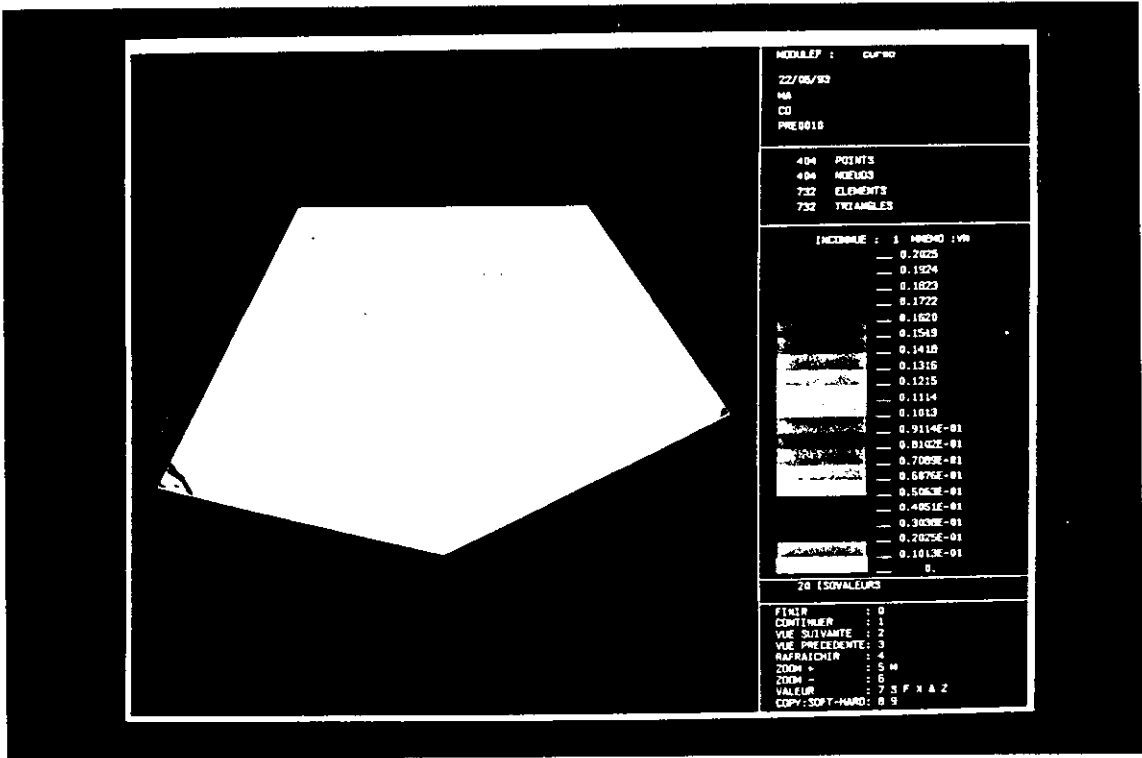 MODULEF : curso
22/06/93
MA
CO
PRE0010
404 POINTS
404 NOEUDS
732 ELEMENTS
732 TRIANGLES
INCONNUE : 1 MNEMO :VN
0.2025
0.1924
0.1823
0.1722
0.1620
0.1519
0.1418
0.1316
0.1215
0.1114
0.1013
0.9114E-01
0.8102E-01
0.7089E-01
0.6076E-01
0.5063E-01
0.4051E-01
0.3038E-01
0.2025E-01
0.1013E-01
0.
20 ISOVALEURS
FINIR : 0
CONTINUER : 1
VUE SUIVANTE : 2
VUE PRECEDENTE: 3
RAFRAICHIR : 4
ZOOM + : 5 M
ZOOM - : 6
VALEUR : 7 S F X & Z
COPY:SOFT-HARD: 8 9